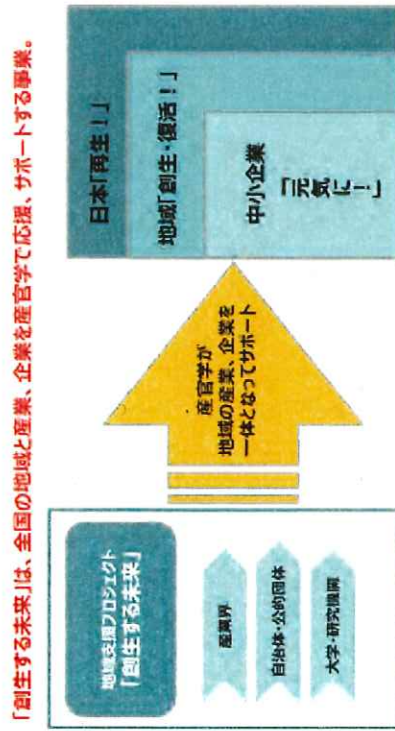 「創生する未来」は、全国の地域と産業、企業を産官学で応援、サポートする事業。
地域支援プロジェクト
「創生する未来」
産業界
自治体・公的団体
大学・研究機関
産官学が
地域の産業、企業を
一体となってサポート
日本「再生！」
地域「創生・復活！」
中小企業
「元気に！」